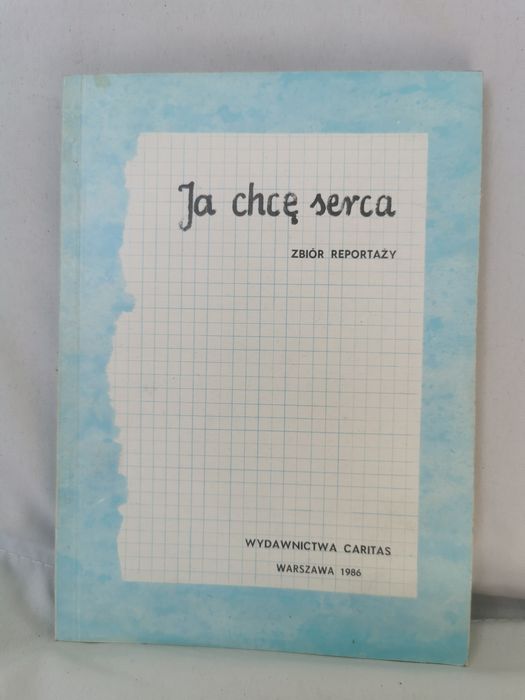 Ja chcę serca
ZBIÓR REPORTAŻY
WYDAWNICTWA CARITAS
WARSZAWA 1986